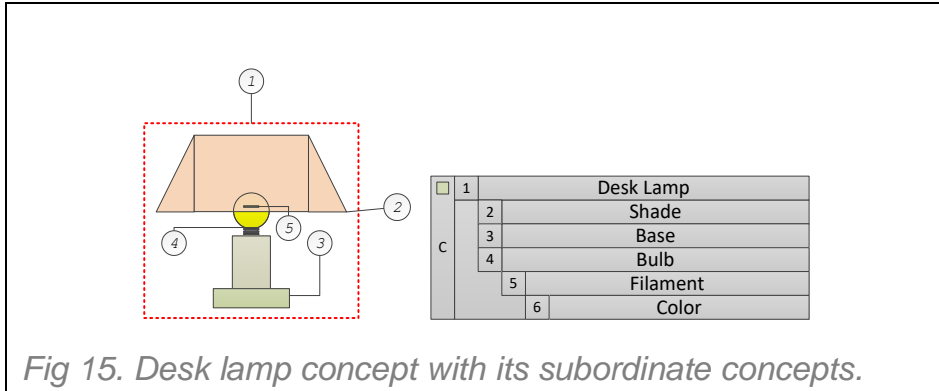 1
2
5
4
3
1 Desk Lamp
2 Shade
3 Base
C
4 Bulb
5 Filament
6 Color
Fig 15. Desk lamp concept with its subordinate concepts.